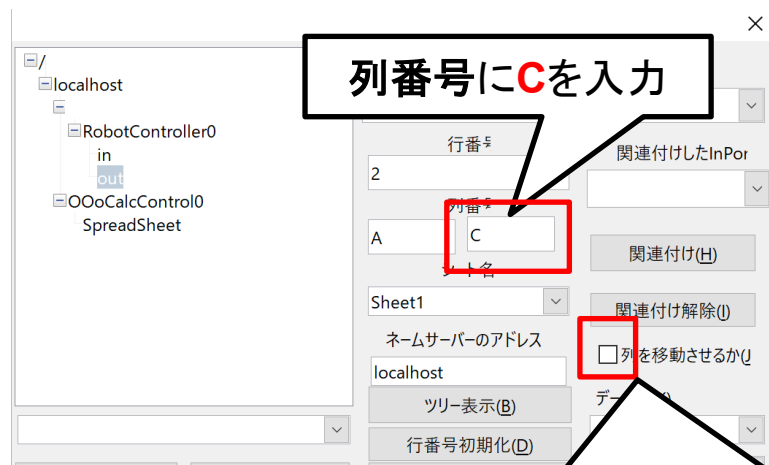 列番号にCを入力
/
localhost
RobotController0
in
out
OOoCalcControl0
SpreadSheet
行番号
2
列番号
A
C
シート名
Sheet1
ネームサーバーのアドレス
localhost
ツリー表示(B)
行番号初期化(D)
関連付けしたInPor
関連付け(H)
関連付け解除(I)
列を移動させるか(J